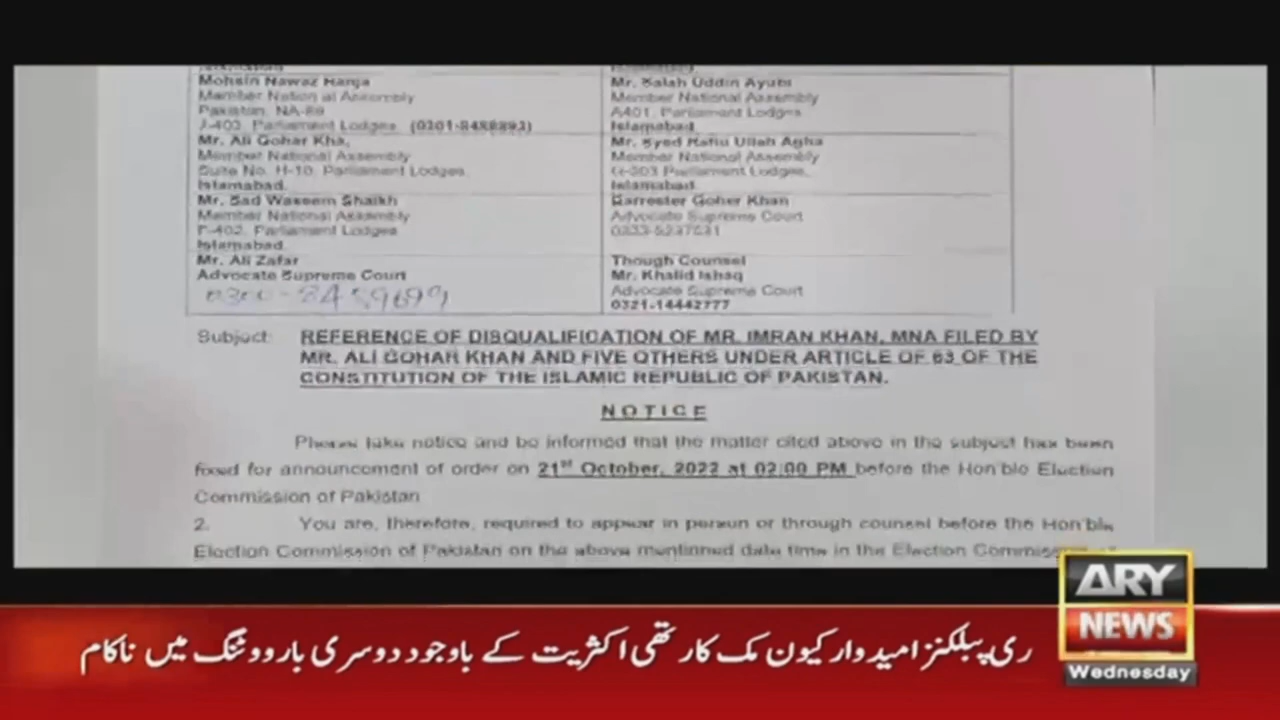 Mohsin Nawaz Ranja
Member National Assembly
Pakistan, NA-89
J-403, Parliament Lodges
Mr. Ali Gohar Kha,
Member National Assembly
Suite No. H-10, Parliament Lodges,
Islamabad.
Mr. Sad Waseem Shaikh
Member National Assembly
F-402, Parliament Lodges
Islamabad.
Mr. Ali Zafar
Advocate Supreme Court
0300-8459699
Mr. Salah Uddin Ayubi
Member National Assembly
A401, Parliament Lodges
Islamabad.
Mr. Syed Rafiu Ullah Agha
Member National Assembly
Parliament Lodges,
Islamabad.
Barrester Goher Khan
Advocate Supreme Court
Though Counsel
Mr. Khalid Ishaq
Advocate Supreme Court
0321-14442777
Subject: REFERENCE OF DISQUALIFICATION OF MR. IMRAN KHAN, MNA FILED BY
MR. ALI GOHAR KHAN AND FIVE OTHERS UNDER ARTICLE OF 63 OF THE
CONSTITUTION OF THE ISLAMIC REPUBLIC OF PAKISTAN.
NOTICE
Please take notice and be informed that the matter cited above in the subject has been
fixed for announcement of order on 21st October, 2022 at 02:00 PM before the Hon'ble Election
Commission of Pakistan
2. You are, therefore, required to appear in person or through counsel before the Hon'ble
Election Commission of Pakistan on the above mentioned date time in the Election
ARY
NEWS
Wednesday
ری پبلکنز امیدوار کیون مک کارتھی اکثریت کے باوجود دوسری بار ووٹنگ میں ناکام